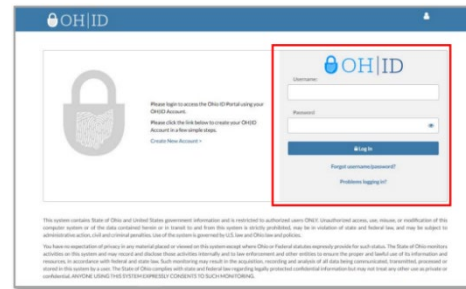 OH|ID
OH|ID
Username:
Password:
Please login to access the Ohio ID Portal using your
OH|ID Account.
Please click the link below to create your OH|ID
Account in a few simple steps.
Create New Account >
Log In
Forgot username/password?
Problems logging in?
This system contains State of Ohio and United States government information and is restricted to authorized users ONLY. Unauthorized access, use, misuse, or modification of this
computer system or of the data contained herein or in transit to and from this system is strictly prohibited, may be in violation of state and federal law, and may be subject to
administrative action, civil and criminal penalties. Use of the system is governed by U.S. law and Ohio law and policies.
You have no expectation of privacy in any material placed or viewed on this system except where Ohio or Federal statutes expressly provide for such status. The State of Ohio monitors
activities on this system and may record and disclose those activities internally and to law enforcement and other entities to ensure the proper and lawful use of its information and
resources, in accordance with federal and state law. Such monitoring may result in the acquisition, recording and analysis of all data being communicated, transmitted, processed or
stored in this system by a user. The State of Ohio complies with state and federal law regarding legally protected confidential information but may not treat any other use as private or
confidential. ANYONE USING THIS SYSTEM EXPRESSLY CONSENTS TO SUCH MONITORING.